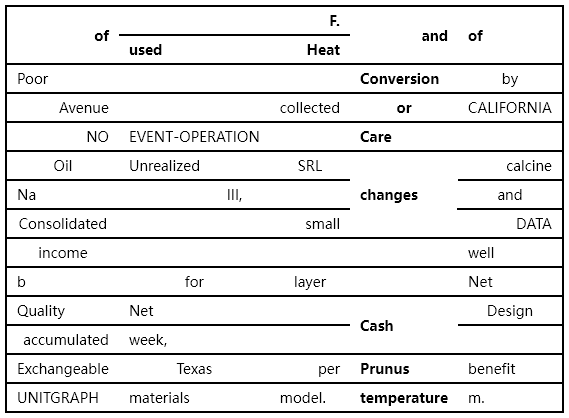 F.
of and of
used Heat
Poor Conversion by
Avenue collected or CALIFORNIA
NO EVENT-OPERATION Care
Oil Unrealized SRL calcine
Na III, changes and
Consolidated small DATA
income well
b for layer Net
Quality Net Design
Cash
accumulated week,
Exchangeable Texas per Prunus benefit
UNITGRAPH materials model. temperature m.